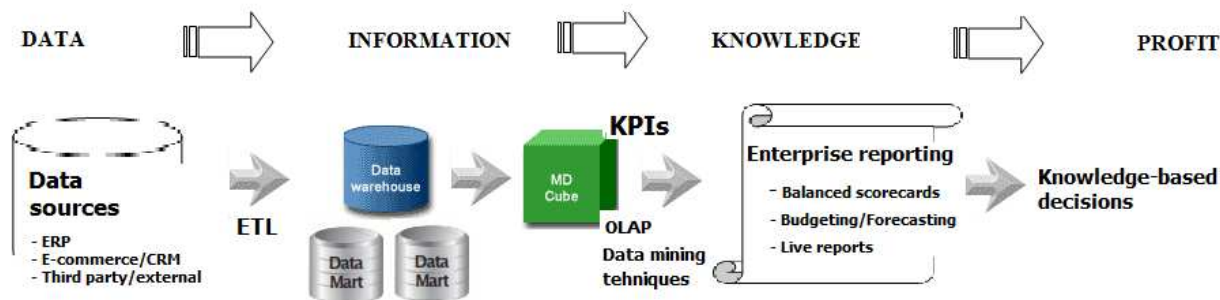 DATA
INFORMATION
KNOWLEDGE
PROFIT
Data
sources
- ERP
- E-commerce/CRM
- Third party/external
ETL
Data
warehouse
Data
Mart
Data
Mart
MD
Cube
KPIs
OLAP
Data mining
tehniques
Enterprise reporting
- Balanced scorecards
- Budgeting/Forecasting
- Live reports
Knowledge-based
decisions